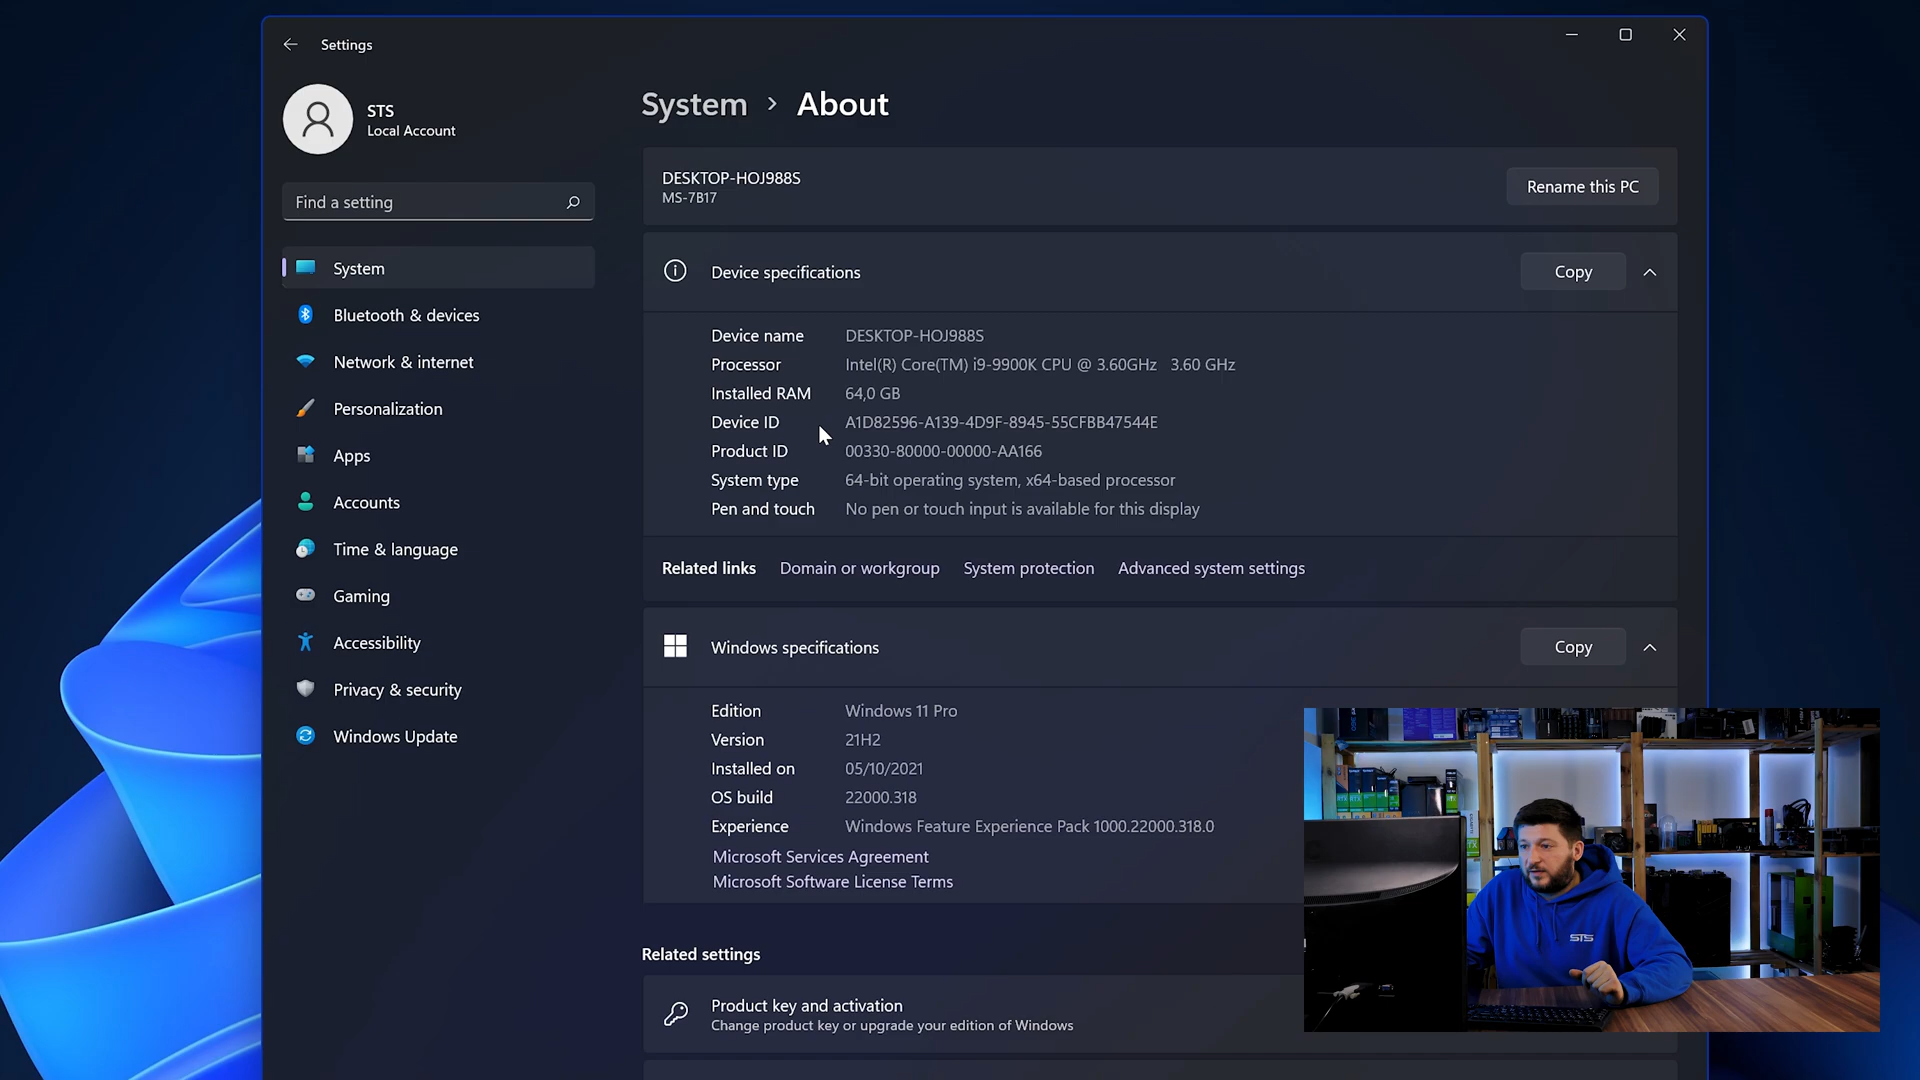 Settings
STS
Local Account
Find a setting
System
Bluetooth & devices
Network & internet
Personalization
Apps
Accounts
Time & language
Gaming
Accessibility
Privacy & security
Windows Update
System > About
DESKTOP-HOJ988S
MS-7B17
Rename this PC
Device specifications
Copy
Device name DESKTOP-HOJ988S
Processor Intel(R) Core(TM) i9-9900K CPU @ 3.60GHz 3.60 GHz
Installed RAM 64,0 GB
Device ID A1D82596-A139-4D9F-8945-55CFBB47544E
Product ID 00330-80000-00000-AA166
System type 64-bit operating system, x64-based processor
Pen and touch No pen or touch input is available for this display
Related links Domain or workgroup System protection Advanced system settings
Windows specifications
Copy
Edition Windows 11 Pro
Version 21H2
Installed on 05/10/2021
OS build 22000.318
Experience Windows Feature Experience Pack 1000.22000.318.0
Microsoft Services Agreement
Microsoft Software License Terms
Related settings
Product key and activation
Change product key or upgrade your edition of Windows
STS